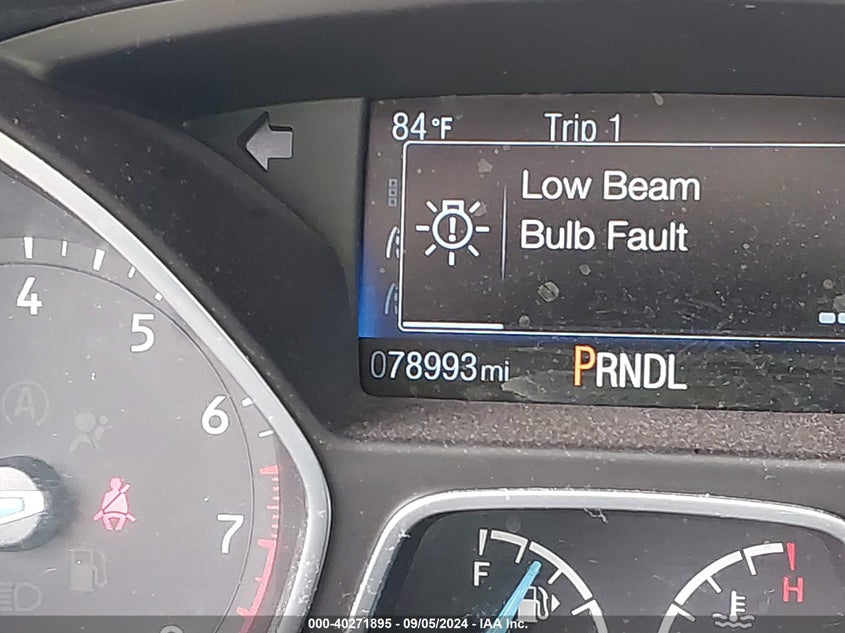 84°F Trip 1
Low Beam
Bulb Fault
078993mi PRNDL
4
5
6
7
A
F
H
000-40271895 - 09/05/2024 - IAA Inc.